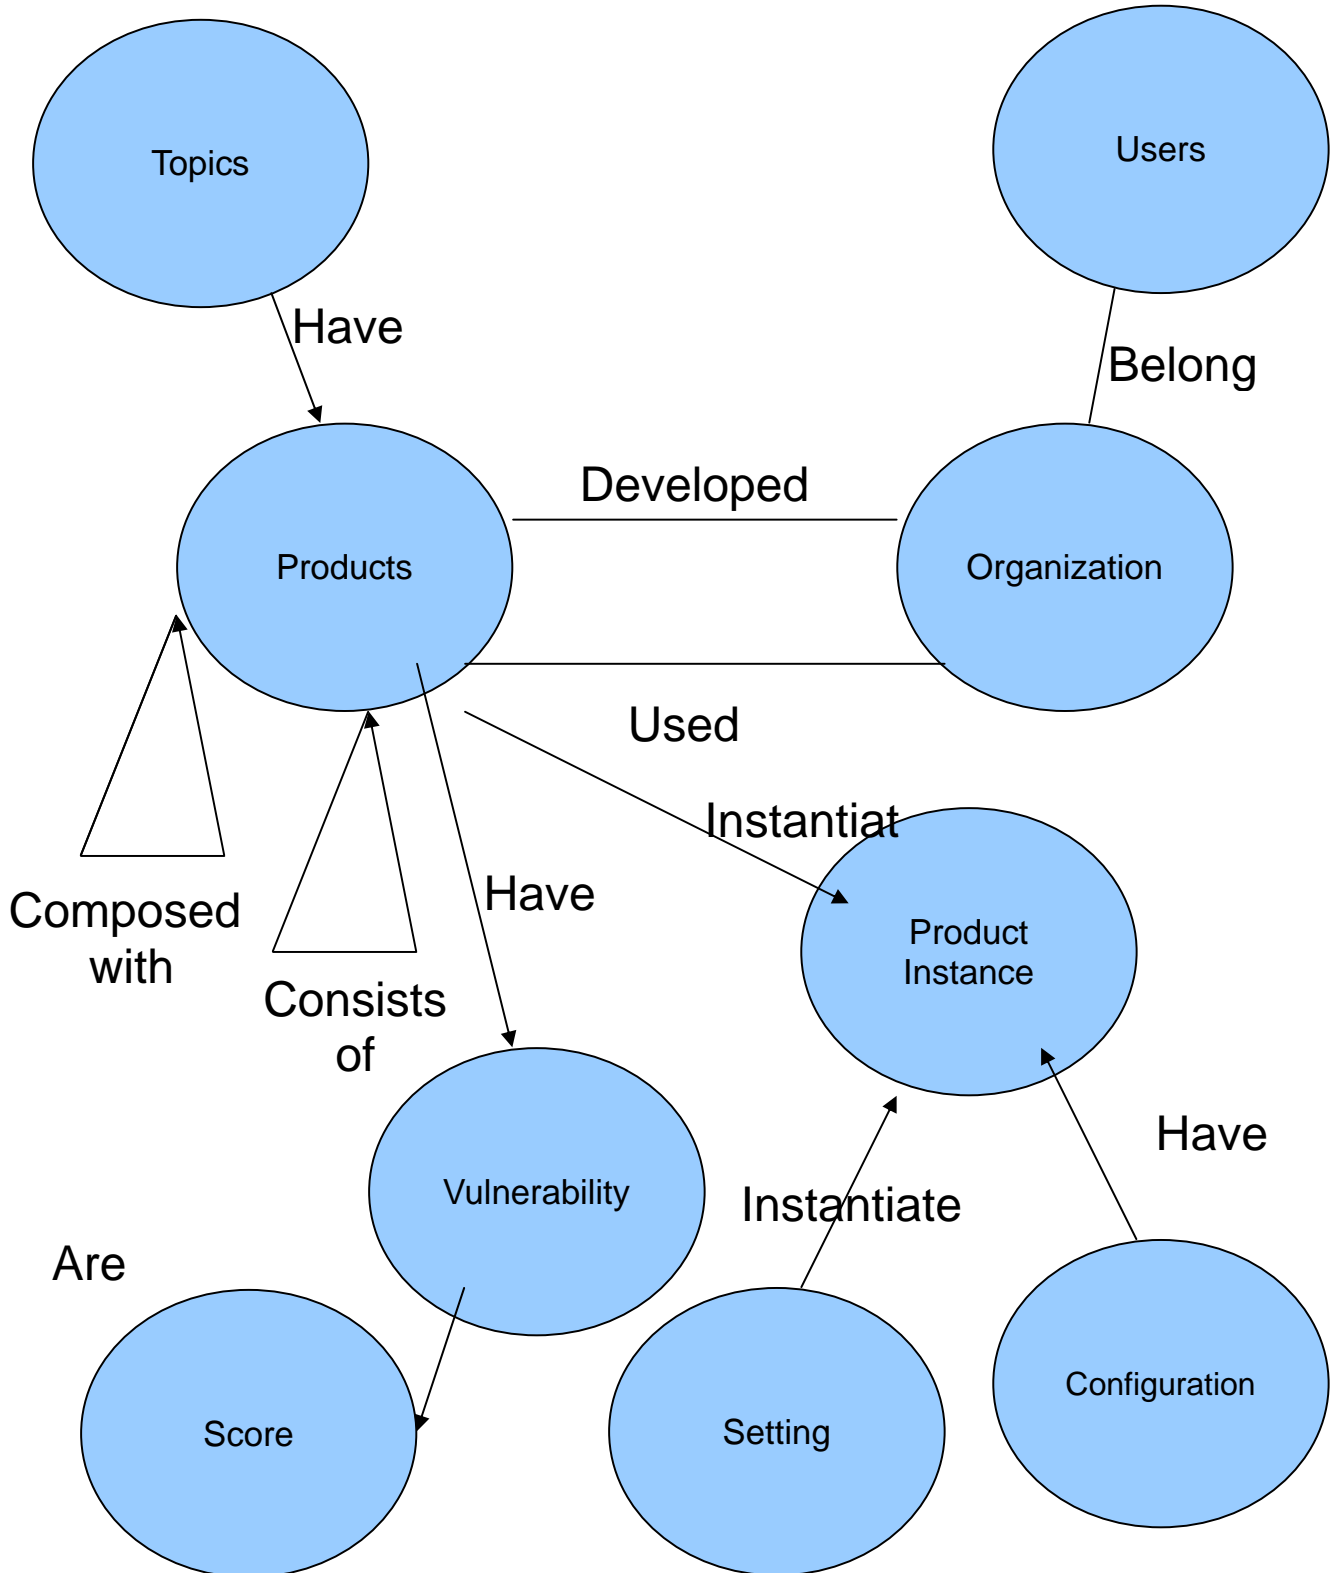 Topics
Users
Have
Belong
Developed
Products
Organization
Used
Instantiat
Have
Composed
with
Product
Instance
Consists
of
Have
Vulnerability
Instantiate
Are
Configuration
Score
Setting